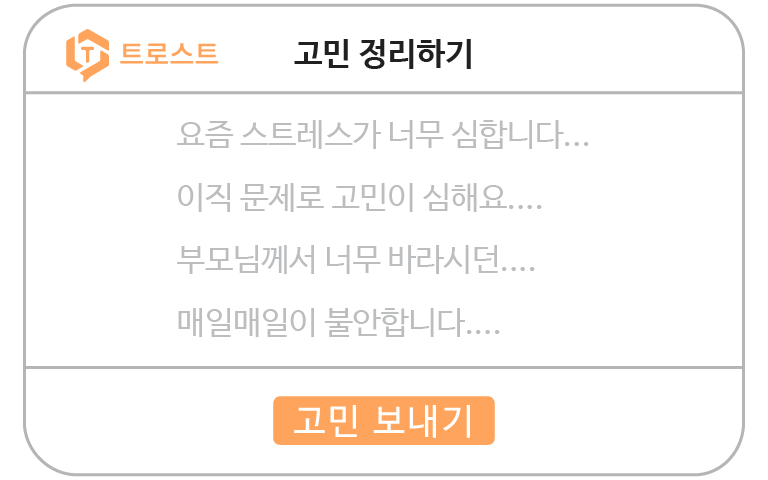 트로스트
고민 정리하기
요즘 스트레스가 너무 심합니다...
이직 문제로 고민이 심해요....
부모님께서 너무 바라시던....
매일매일이 불안합니다....
고민 보내기